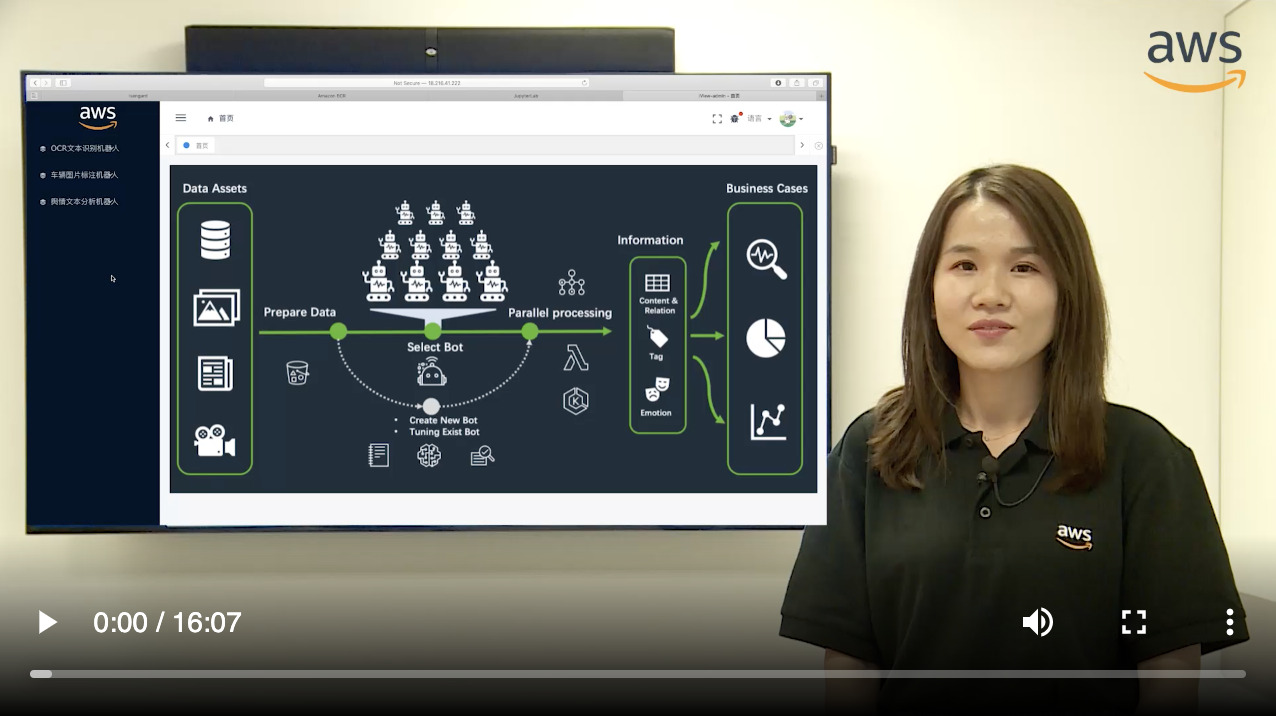 aws
Not Secure — 18.216.41.222
Amazon OCR
JupyterLab
iView-admin - 首页
aws
首页
语言
首页
OCR文本识别机器人
车辆图片标注机器人
舆情文本分析机器人
Data Assets
Business Cases
Information
Content &
Relation
Tag
Emotion
Prepare Data
Parallel processing
Select Bot
• Create New Bot
• Tuning Exist Bot
aws
0:00 / 16:07